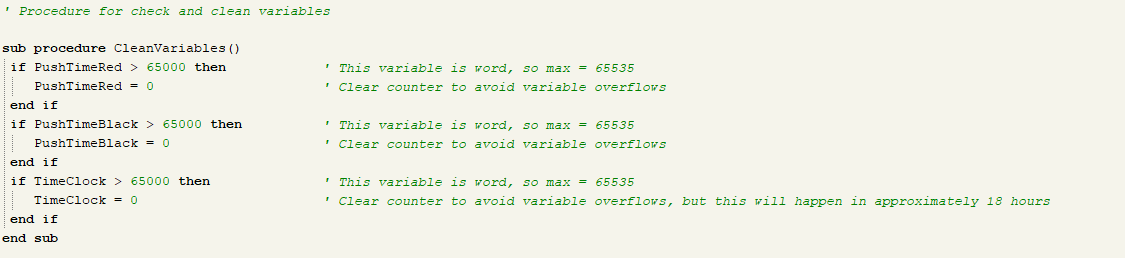 ' Procedure for check and clean variables
sub procedure CleanVariables()
if PushTimeRed > 65000 then ' This variable is word, so max = 65535
PushTimeRed = 0 ' Clear counter to avoid variable overflows
end if
if PushTimeBlack > 65000 then ' This variable is word, so max = 65535
PushTimeBlack = 0 ' Clear counter to avoid variable overflows
end if
if TimeClock > 65000 then ' This variable is word, so max = 65535
TimeClock = 0 ' Clear counter to avoid variable overflows, but this will happen in approximately 18 hours
end if
end sub